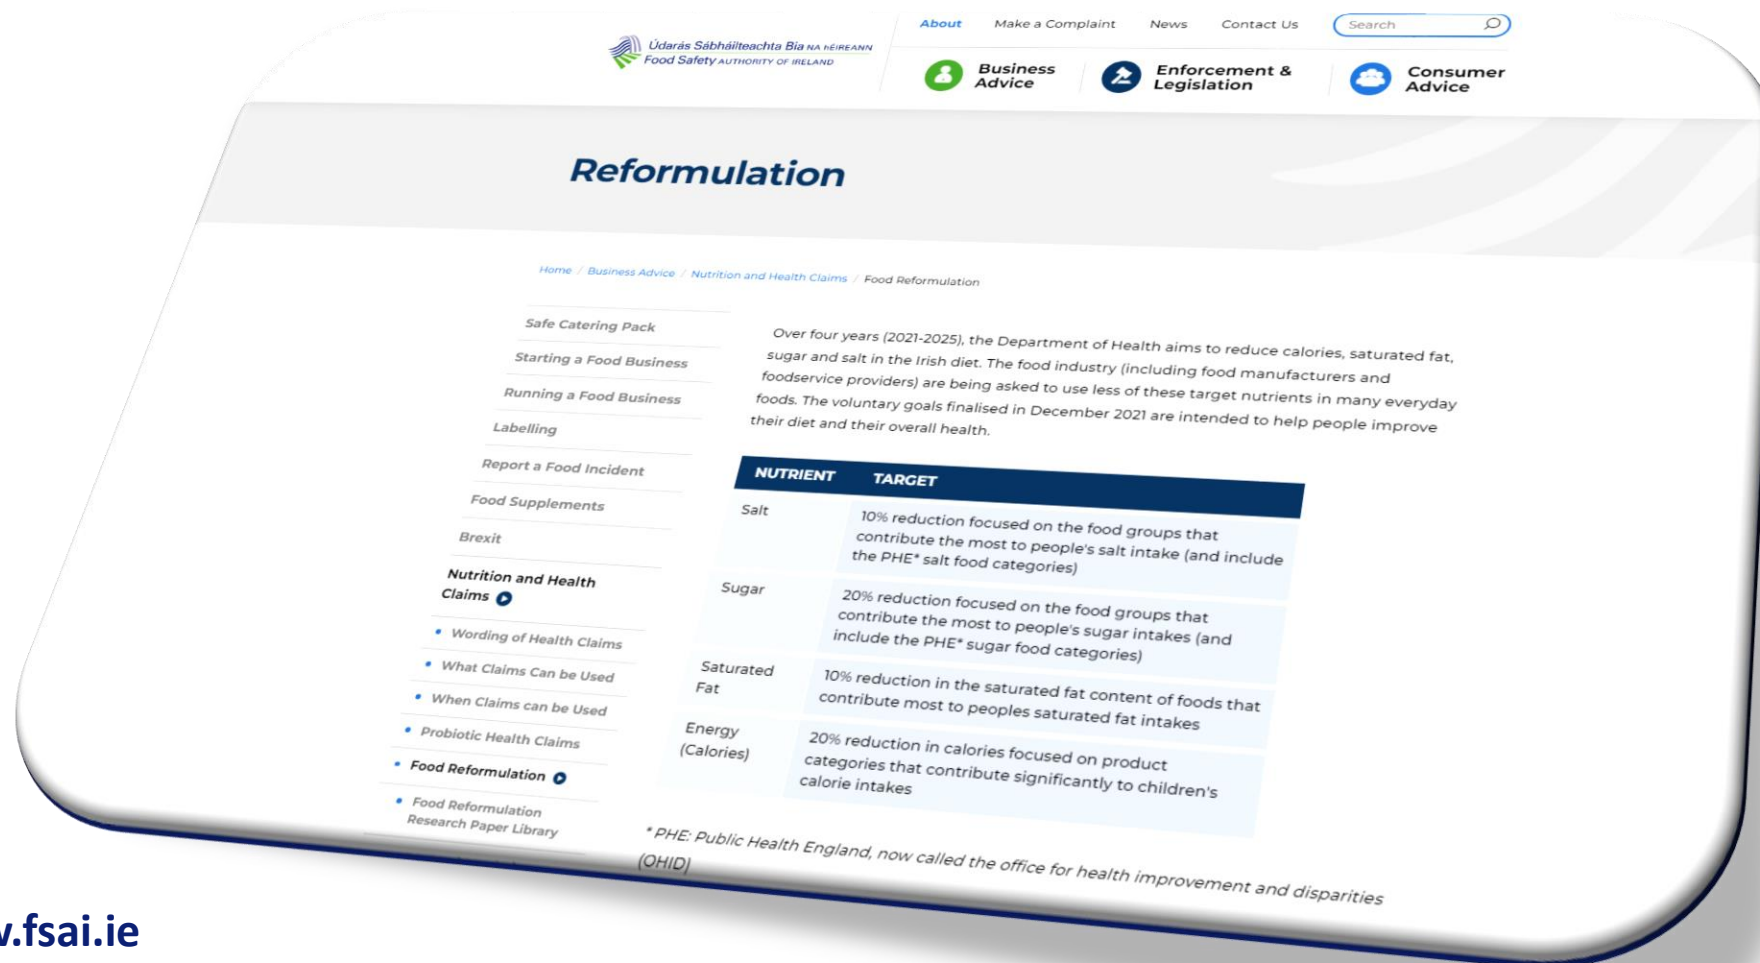 About Make a Complaint News Contact Us Search
Údarás Sábháilteachta Bia NA hÉIREANN
Food Safety AUTHORITY OF IRELAND
Business
Advice
Enforcement &
Legislation
Consumer
Advice
Reformulation
Home / Business Advice / Nutrition and Health Claims / Food Reformulation
Safe Catering Pack
Starting a Food Business
Running a Food Business
Labelling
Report a Food Incident
Food Supplements
Brexit
Nutrition and Health
Claims
• Wording of Health Claims
• What Claims Can be Used
• When Claims can be Used
• Probiotic Health Claims
• Food Reformulation
• Food Reformulation
Research Paper Library
Over four years (2021-2025), the Department of Health aims to reduce calories, saturated fat,
sugar and salt in the Irish diet. The food industry (including food manufacturers and
foodservice providers) are being asked to use less of these target nutrients in many everyday
foods. The voluntary goals finalised in December 2021 are intended to help people improve
their diet and their overall health.
NUTRIENT TARGET
Salt
10% reduction focused on the food groups that
contribute the most to people's salt intake (and include
the PHE* salt food categories)
Sugar
20% reduction focused on the food groups that
contribute the most to people's sugar intakes (and
include the PHE* sugar food categories)
Saturated
Fat
10% reduction in the saturated fat content of foods that
contribute most to peoples saturated fat intakes
Energy
(Calories)
20% reduction in calories focused on product
categories that contribute significantly to children's
calorie intakes
* PHE: Public Health England, now called the office for health improvement and disparities
(OHID)
.fsai.ie